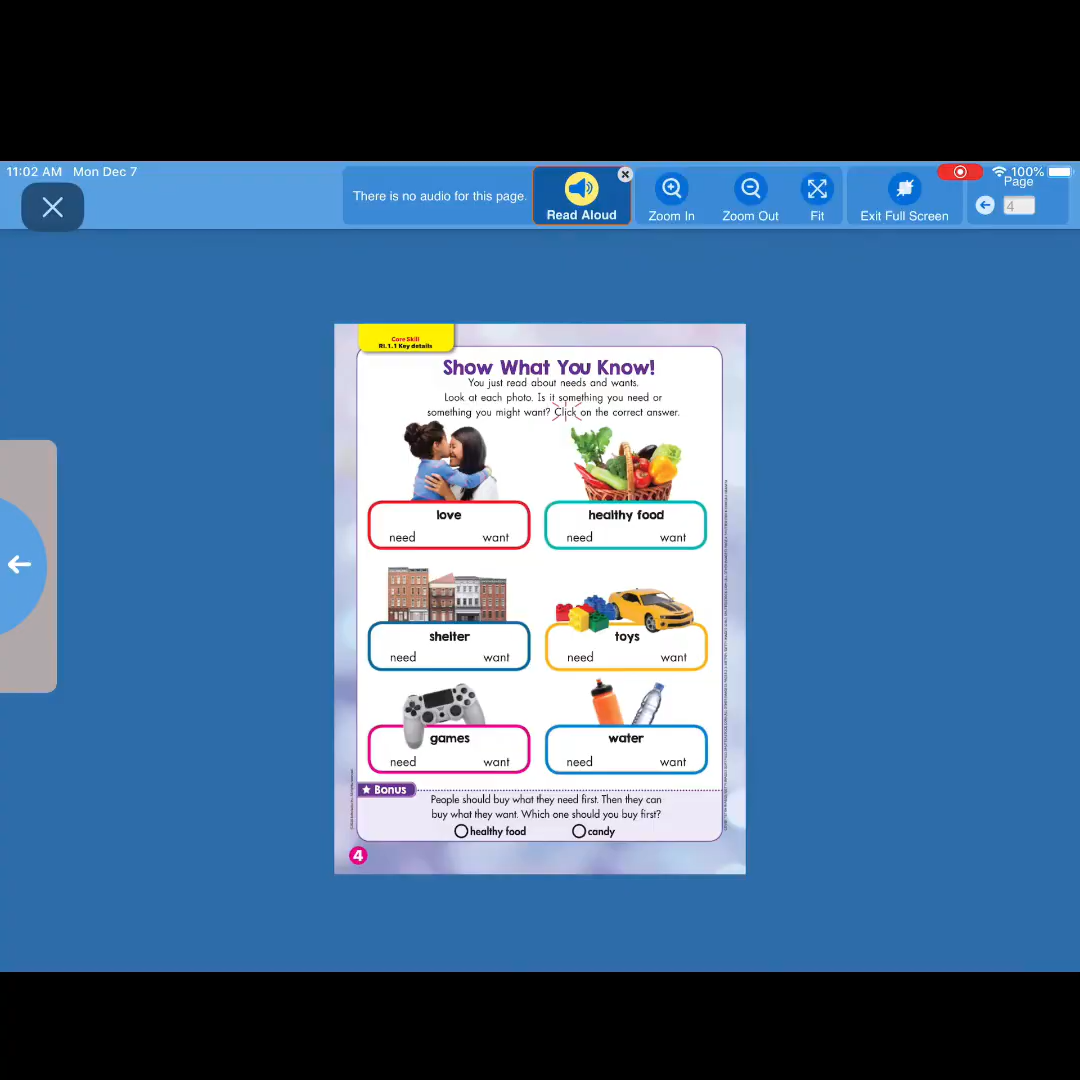 11:02 AM Mon Dec 7
100%
There is no audio for this page.
Read Aloud
Zoom In
Zoom Out
Fit
Exit Full Screen
Page
4
Core Skill
RI.1.1 Key details
Show What You Know!
You just read about needs and wants.
Look at each photo. Is it something you need or
something you might want? Click on the correct answer.
love
need want
healthy food
need want
shelter
need want
toys
need want
games
need want
water
need want
Bonus
People should buy what they need first. Then they can
buy what they want. Which one should you buy first?
healthy food candy
4